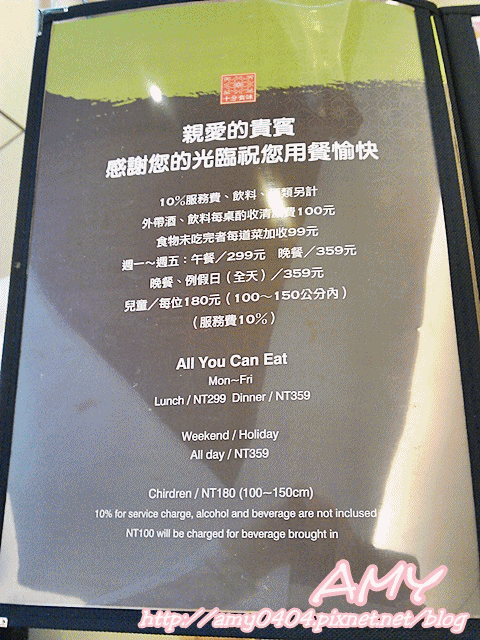 十分有味
親愛的貴賓
感謝您的光臨祝您用餐愉快
10%服務費、飲料、類另計
外帶酒、飲料每桌酌收清費100元
食物未吃完者每道菜加收99元
週一～週五：午餐／299元 晚餐／359元
晚餐、例假日（全天）／359元
兒童／每位180元（100～150公分內）
（服務費10%）
All You Can Eat
Mon~Fri
Lunch / NT299 Dinner / NT359
Weekend / Holiday
All day / NT359
Chirdren / NT180 (100~150cm)
10% for service charge, alcohol and beverage are not inclused
NT100 will be charged for beverage brought in
AMY
http://amy0404pixnet.net/blog